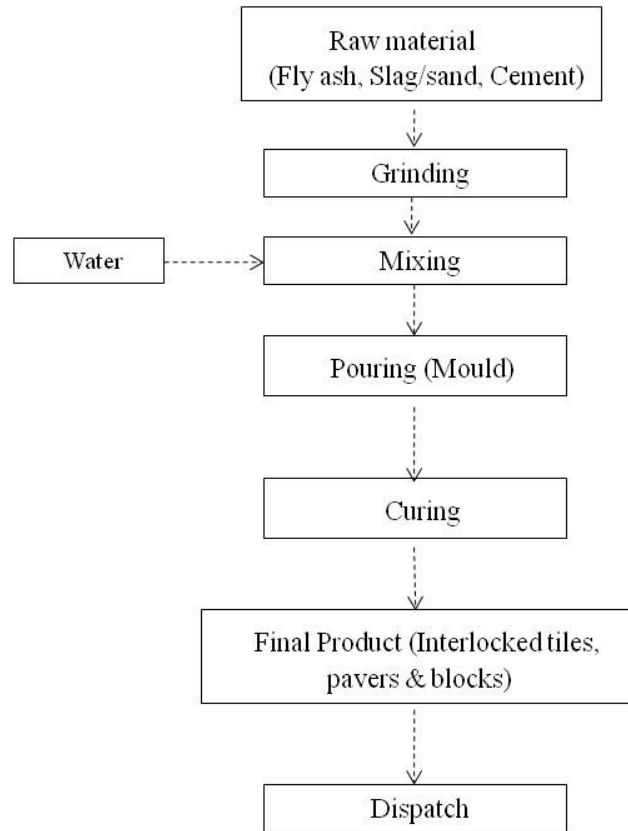 Raw material
(Fly ash, Slag/sand, Cement)
Grinding
Water
Mixing
Pouring (Mould)
Curing
Final Product (Interlocked tiles,
pavers & blocks)
Dispatch